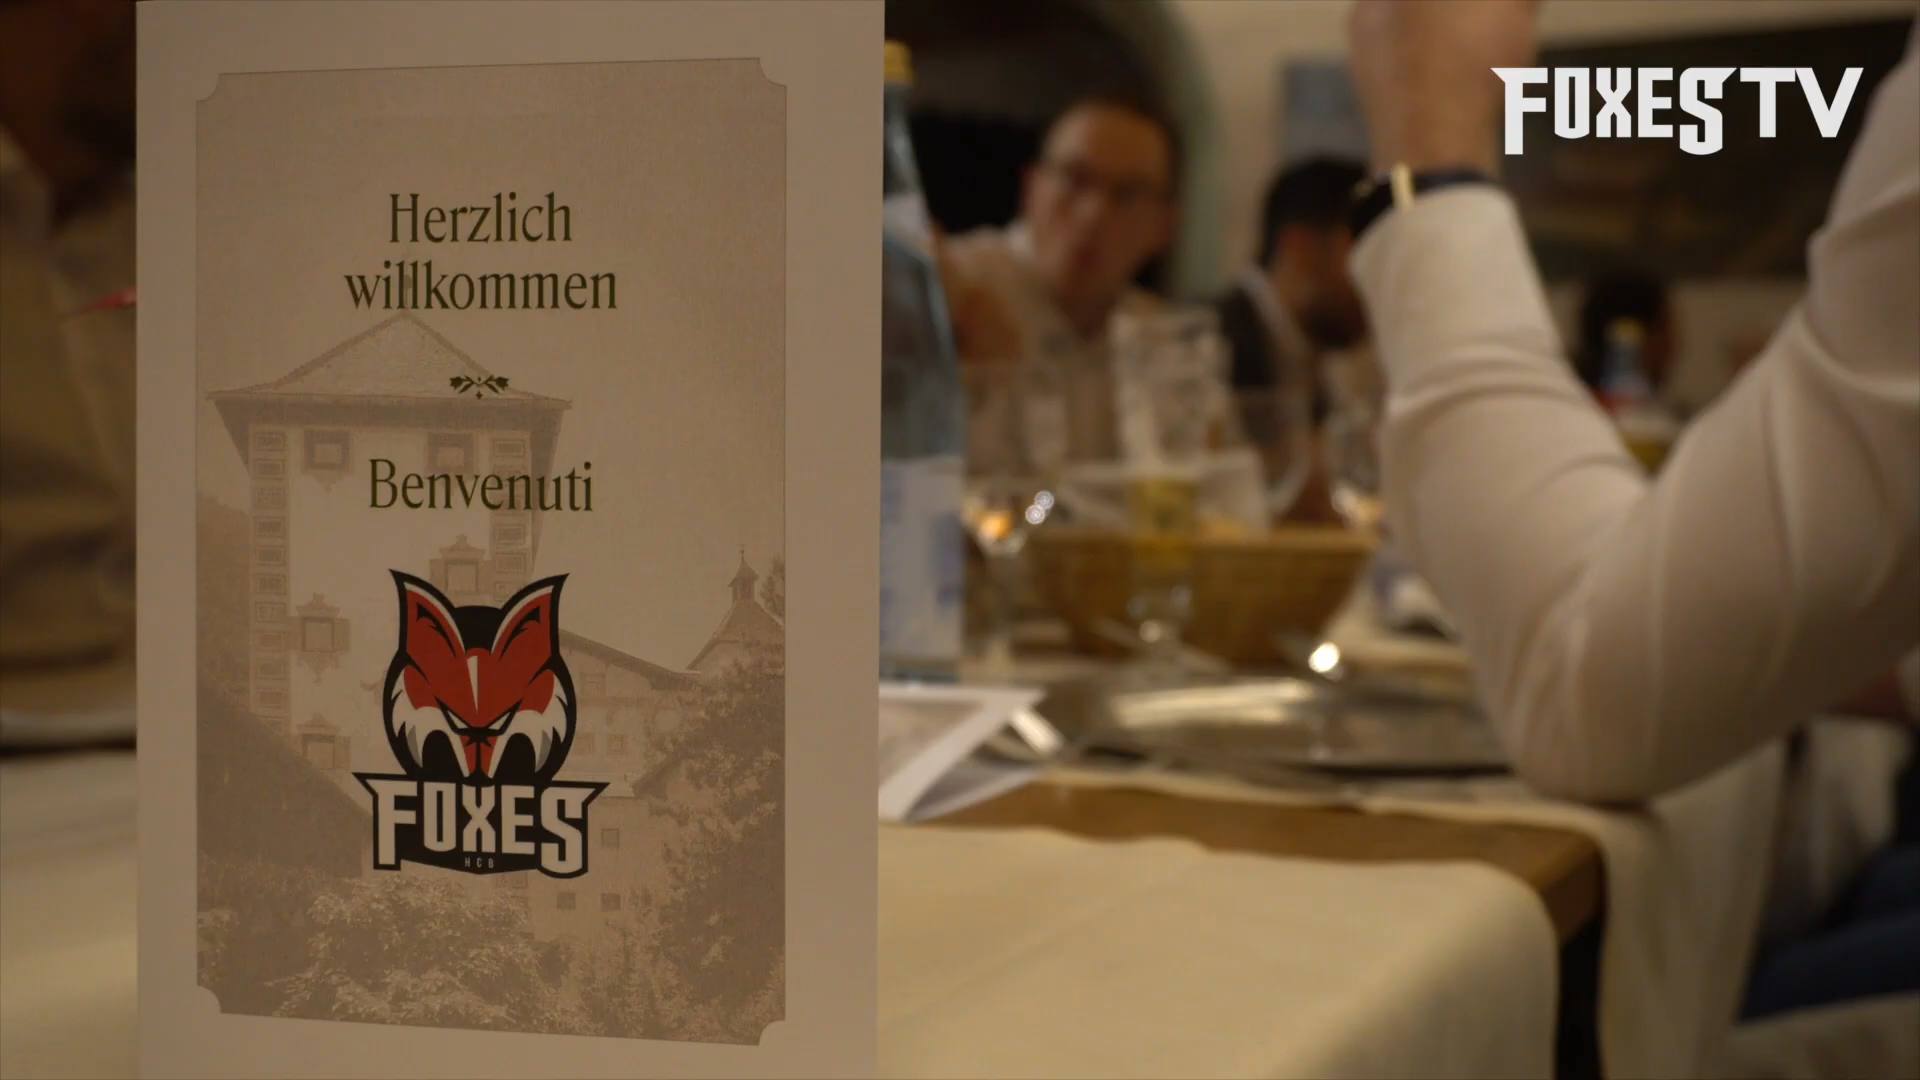 FOXES TV
Herzlich
willkommen
Benvenuti
FOXES
HCB